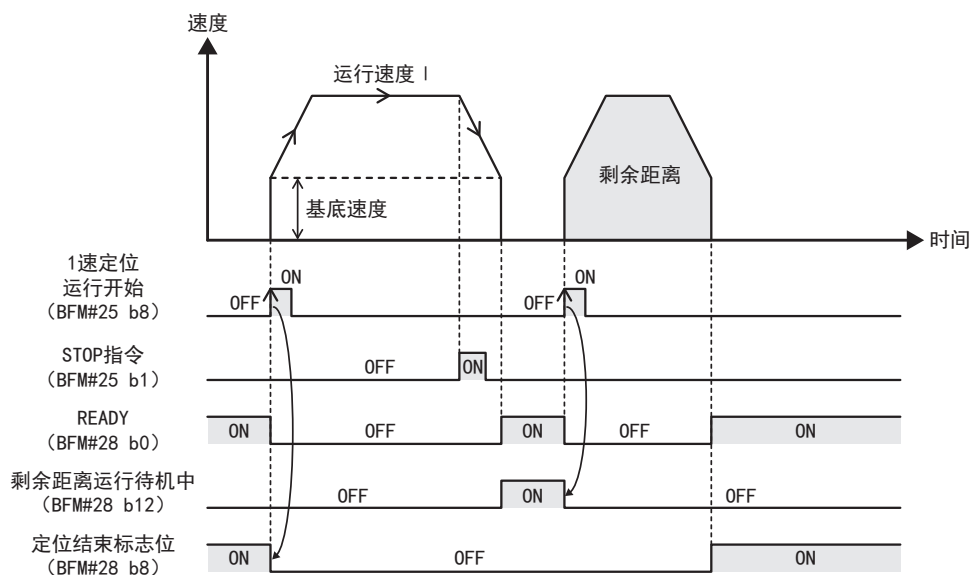 速度
运行速度 I
剩余距离
基底速度
时间
1速定位
运行开始
(BFM#25 b8)
OFF
ON
ON
STOP指令
(BFM#25 b1)
OFF
ON
READY
(BFM#28 b0)
ON
OFF
ON
OFF
ON
剩余距离运行待机中
(BFM#28 b12)
OFF
ON
OFF
定位结束标志位
(BFM#28 b8)
ON
OFF
ON